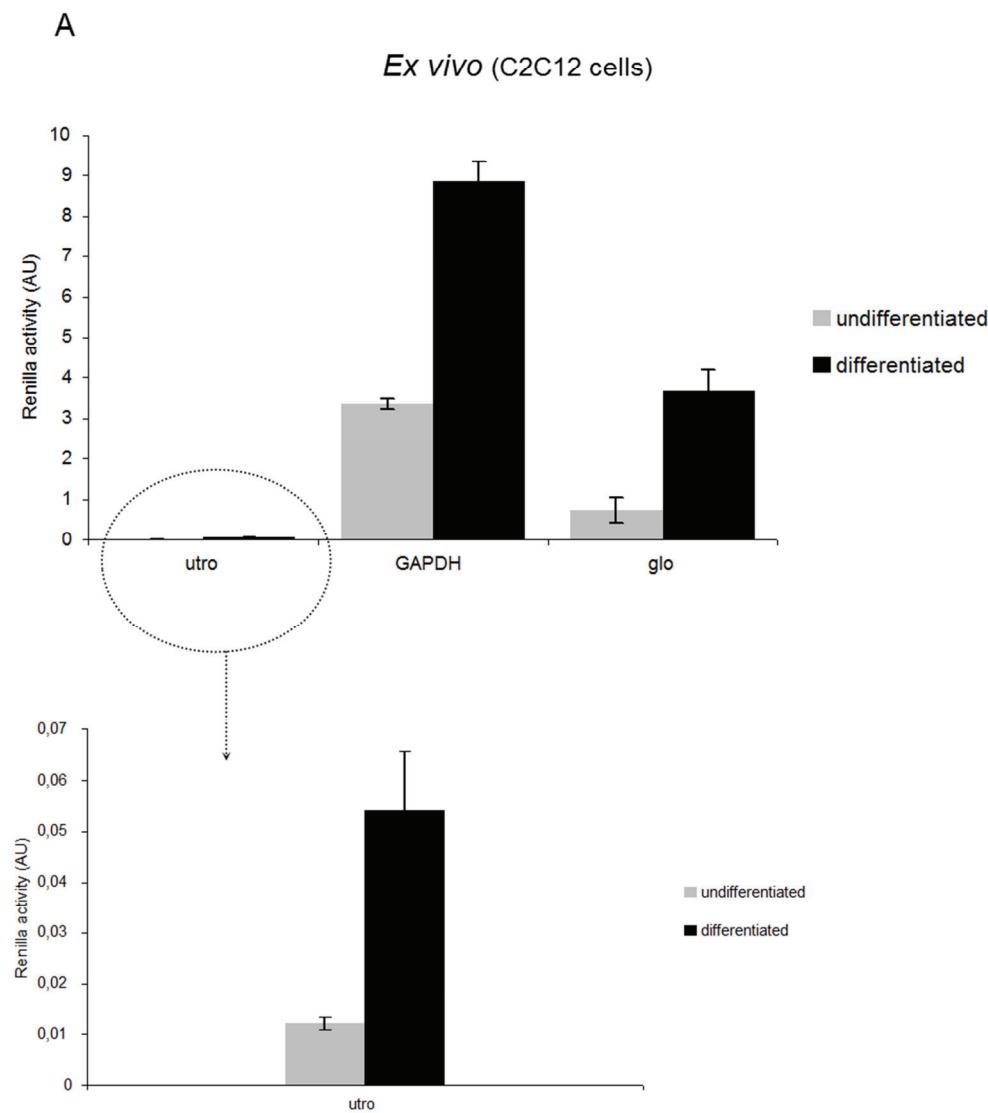 A
Ex vivo (C2C12 cells)
Renilla activity (AU)
10
9
8
7
6
5
4
3
2
1
0
utro GAPDH glo
undifferentiated
differentiated
Renilla activity (AU)
0,07
0,06
0,05
0,04
0,03
0,02
0,01
0
utro
undifferentiated
differentiated